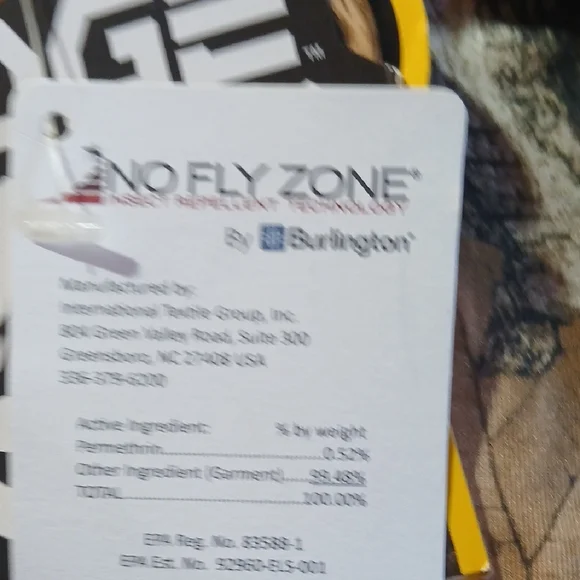 GE™
NO FLY ZONE®
INSECT REPELLENT TECHNOLOGY
By Burlington®
Manufactured by:
International Textile Group, Inc.
804 Green Valley Road, Suite 300
Greensboro, NC 27408 USA
336-379-6200
Active Ingredient: % by weight
Permethrin....................0.52%
Other Ingredient (Garment).....99.48%
TOTAL....................100.00%
EPA Reg. No. 83588-1
EPA Est. No. 92960-ELS-001